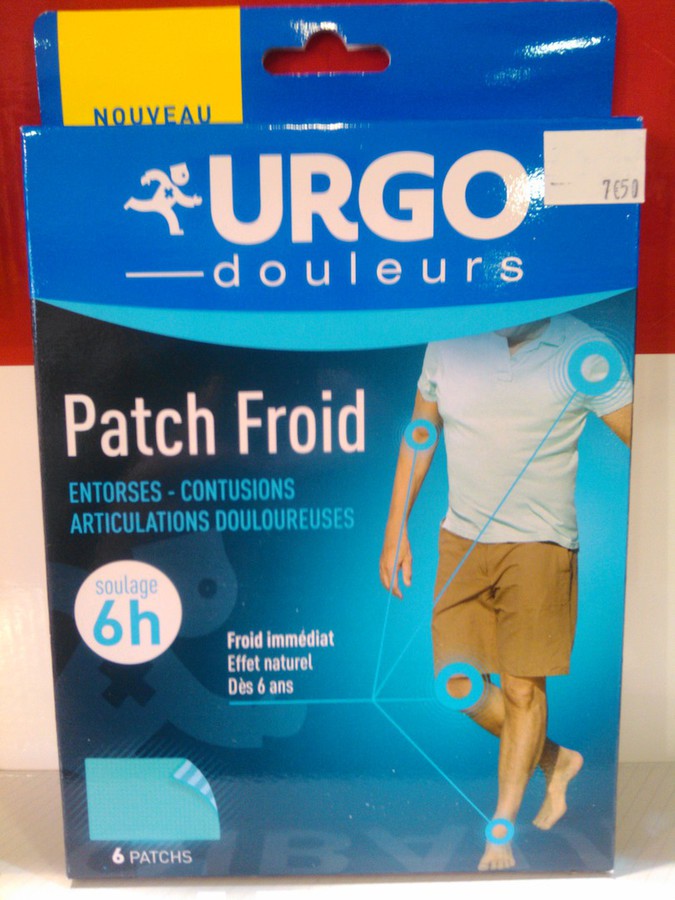 NOUVEAU
URGO
douleurs
7€50
Patch Froid
ENTORSES - CONTUSIONS
ARTICULATIONS DOULOUREUSES
soulage
6h
Froid immédiat
Effet naturel
Dès 6 ans
6 PATCHS